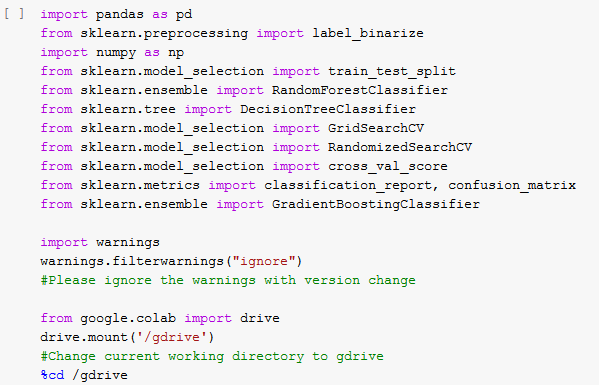 [ ] import pandas as pd
from sklearn.preprocessing import label_binarize
import numpy as np
from sklearn.model_selection import train_test_split
from sklearn.ensemble import RandomForestClassifier
from sklearn.tree import DecisionTreeClassifier
from sklearn.model_selection import GridSearchCV
from sklearn.model_selection import RandomizedSearchCV
from sklearn.model_selection import cross_val_score
from sklearn.metrics import classification_report, confusion_matrix
from sklearn.ensemble import GradientBoostingClassifier
import warnings
warnings.filterwarnings("ignore")
#Please ignore the warnings with version change
from google.colab import drive
drive.mount('/gdrive')
#Change current working directory to gdrive
%cd /gdrive